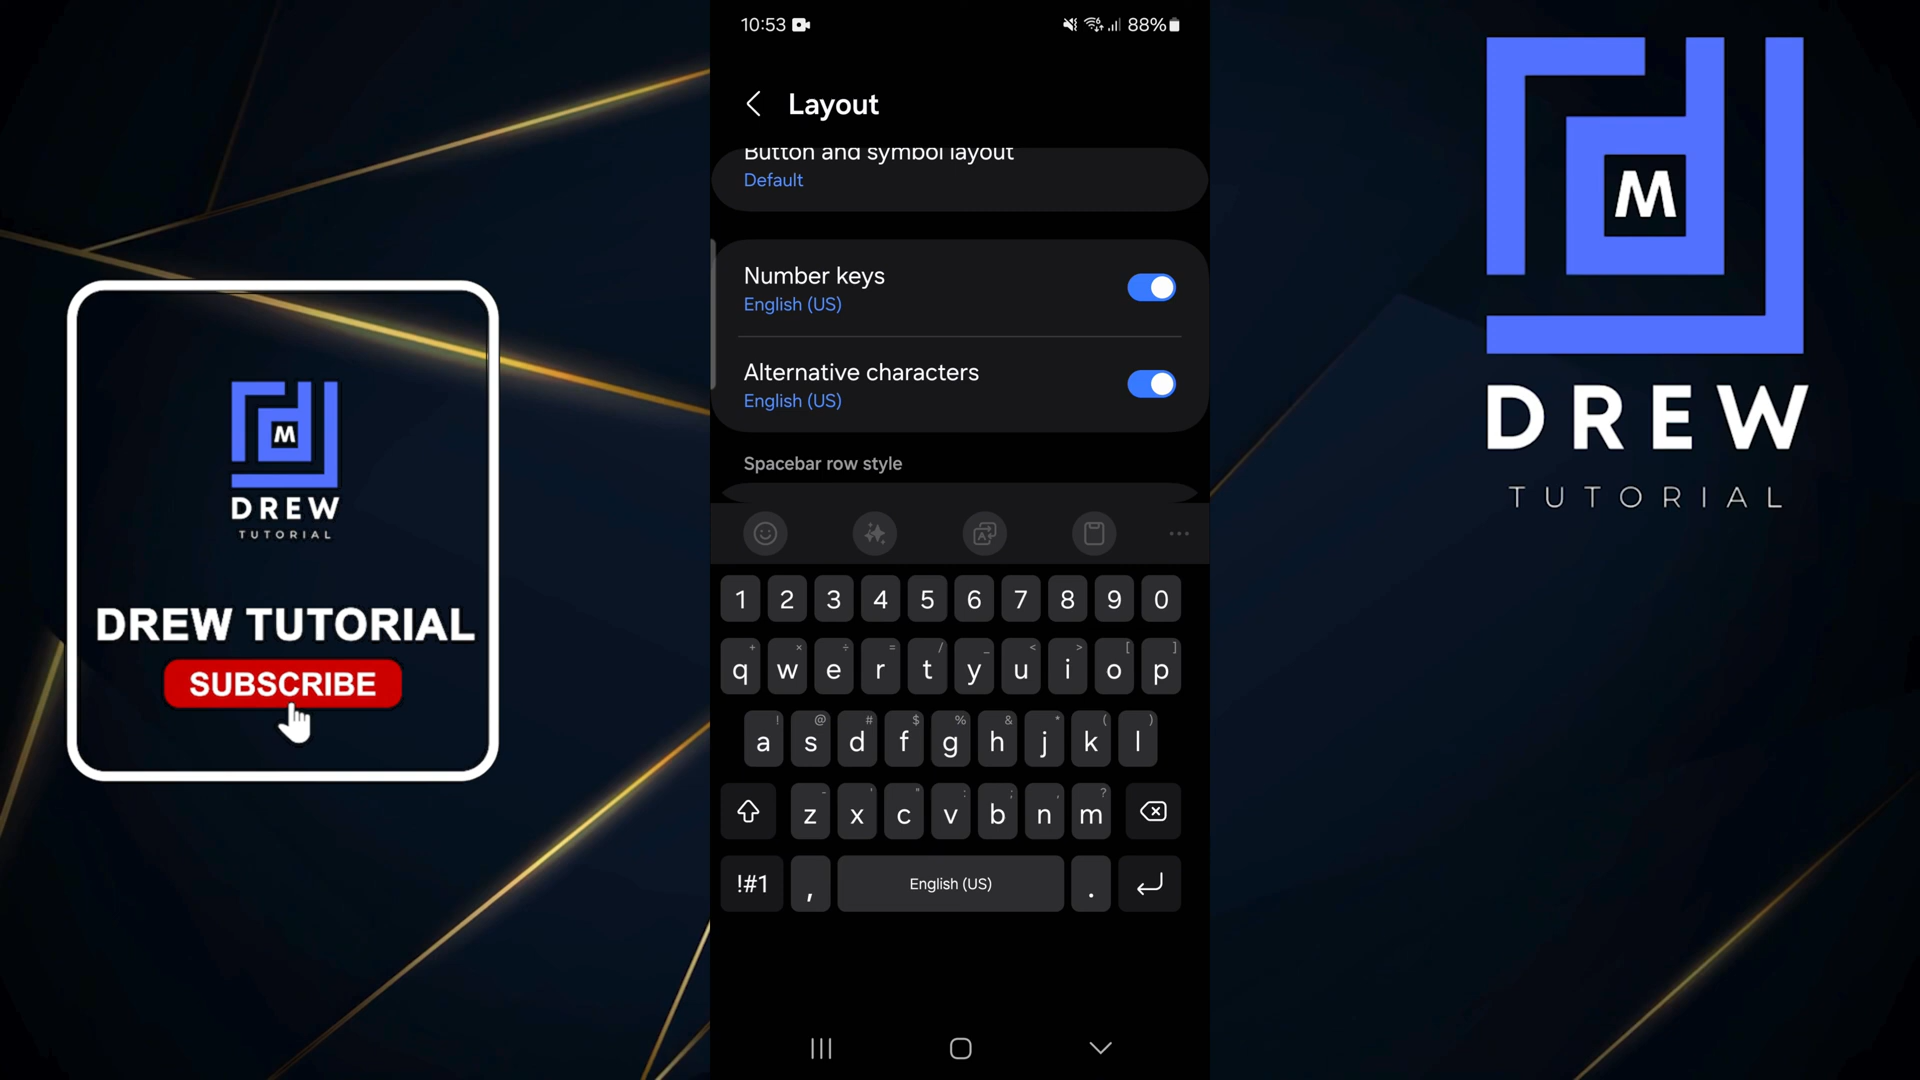 10:53
88%
Layout
Button and symbol layout
Default
Number keys
English (US)
Alternative characters
English (US)
Spacebar row style
1 2 3 4 5 6 7 8 9 0
+ × ÷ = / _ < > [ ]
q w e r t y u i o p
! @ # $ % & * ( )
a s d f g h j k l
- ' " : ; , ?
z x c v b n m
!#1 , English (US) .
M
DREW
TUTORIAL
DREW TUTORIAL
SUBSCRIBE
M
DREW
TUTORIAL